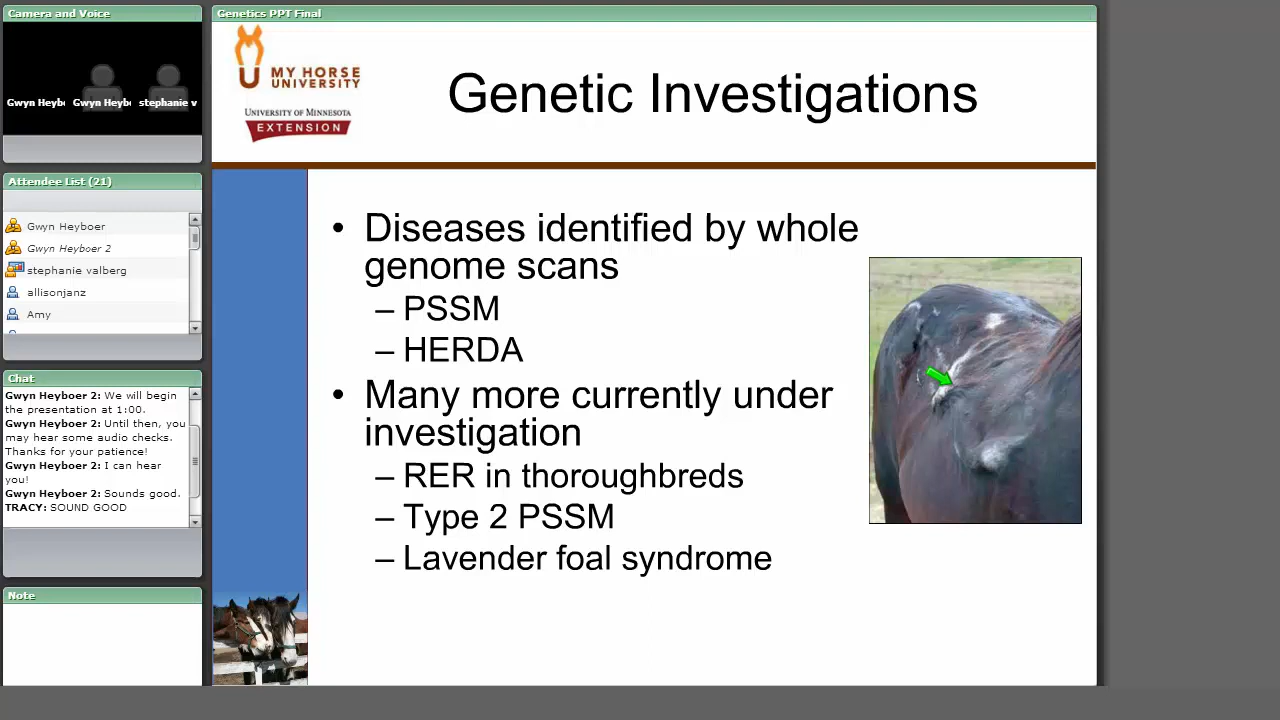 Camera and Voice
Gwyn Heyb
Gwyn Heyb
stephanie v
Attendee List (21)
Gwyn Heyboer
Gwyn Heyboer 2
stephanie valberg
allisonjanz
Amy
Chat
Gwyn Heyboer 2: We will begin
the presentation at 1:00.
Gwyn Heyboer 2: Until then, you
may hear some audio checks.
Thanks for your patience!
Gwyn Heyboer 2: I can hear
you!
Gwyn Heyboer 2: Sounds good.
TRACY: SOUND GOOD
Note
Genetics PPT Final
MY HORSE
UNIVERSITY
UNIVERSITY OF MINNESOTA
EXTENSION
Genetic Investigations
• Diseases identified by whole
genome scans
– PSSM
– HERDA
• Many more currently under
investigation
– RER in thoroughbreds
– Type 2 PSSM
– Lavender foal syndrome